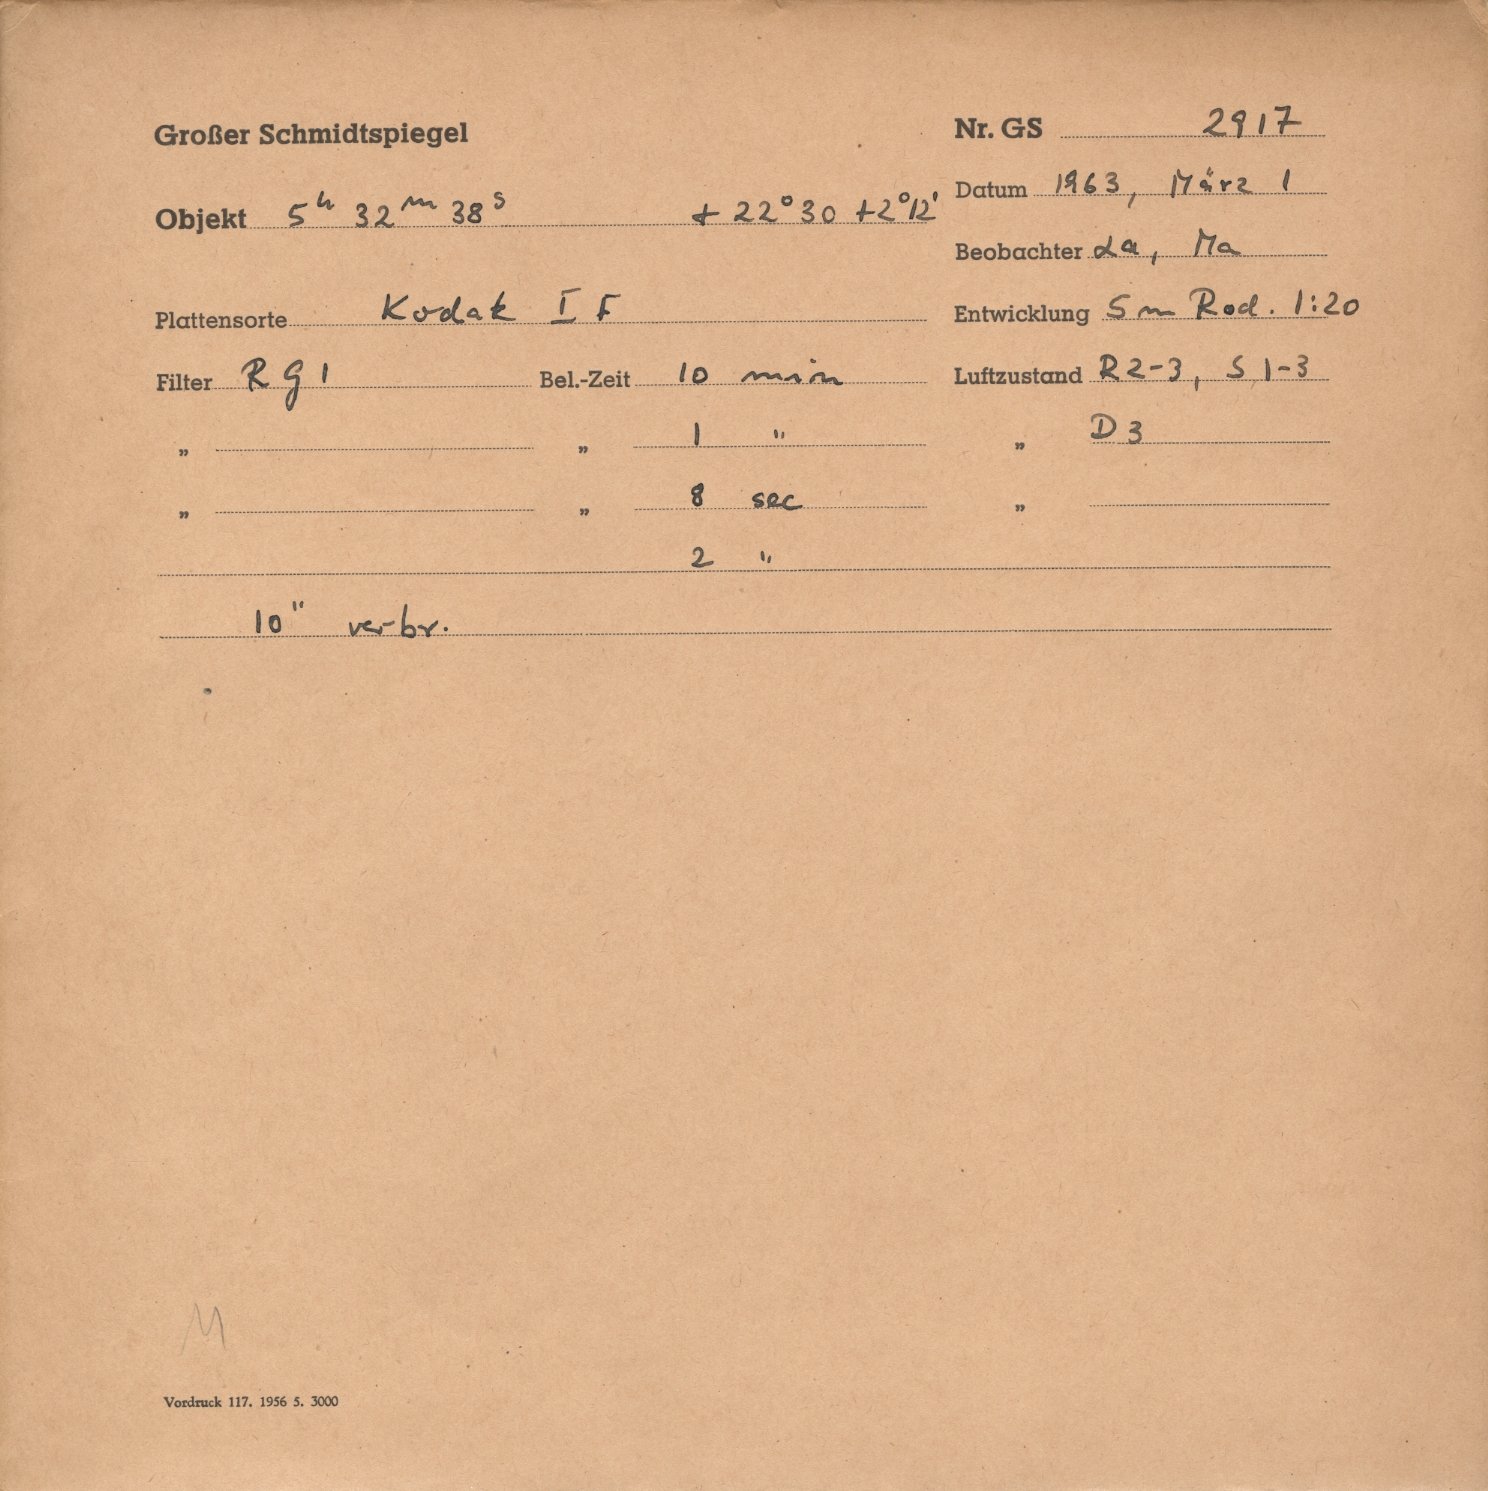 Großer Schmidtspiegel
Nr. GS 2917
Datum 1963, März 1
Objekt 5ʰ 32ᵐ 38ˢ + 22°30 +2°12'
Beobachter La, Ma
Plattensorte Kodak I F
Entwicklung 5m Rod. 1:20
Filter RG1 Bel.-Zeit 10 min Luftzustand R2-3, S 1-3
„ „ 1 " „ D3
„ „ 8 sec „
2 "
10" verbr.
M
Vordruck 117. 1956 5. 3000